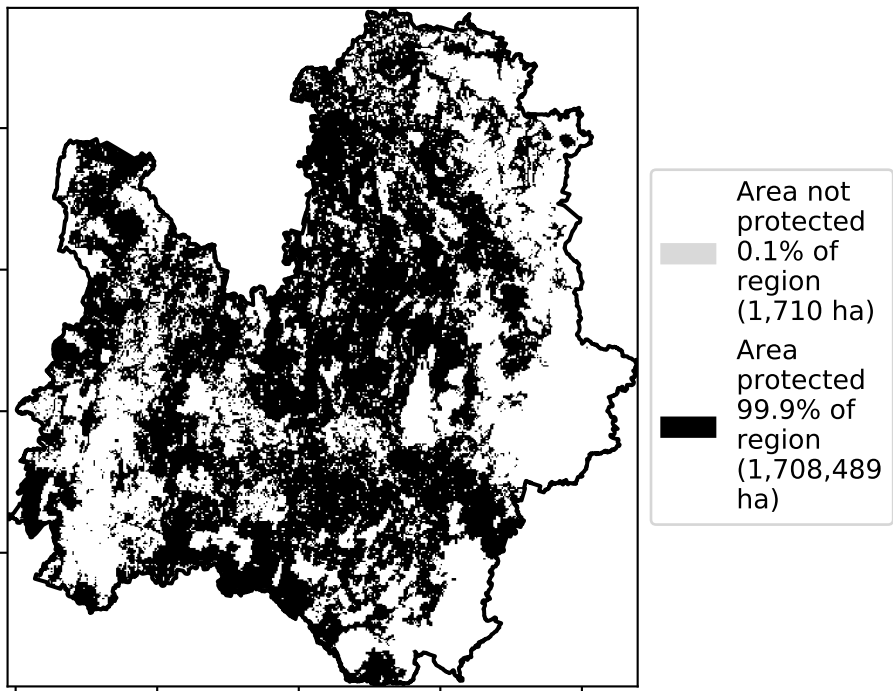 Area not
protected
0.1% of
region
(1,710 ha)
Area
protected
99.9% of
region
(1,708,489
ha)